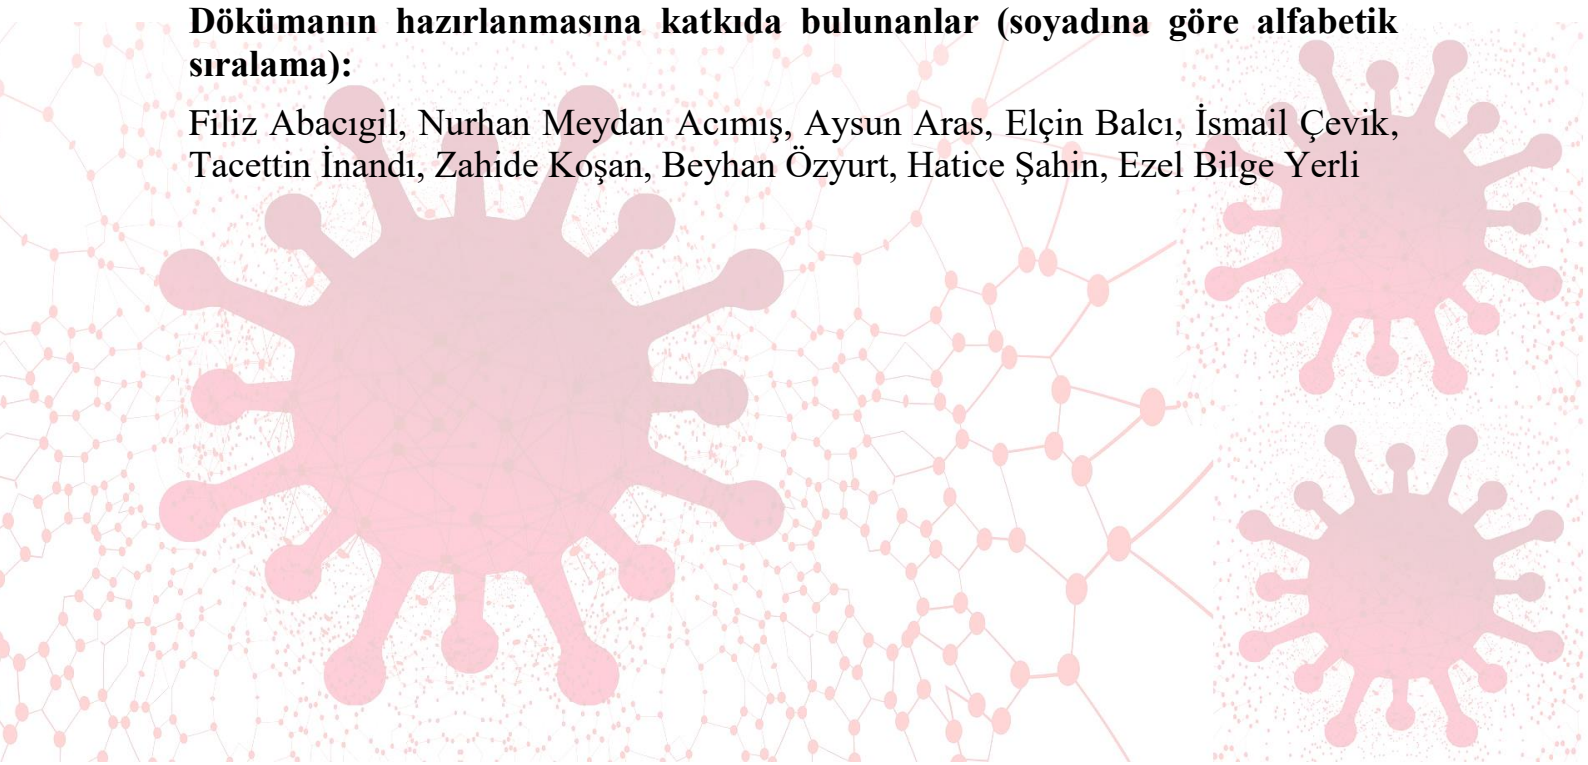 Dökümanın hazırlanmasına katkıda bulunanlar (soyadına göre alfabetik
sıralama):
Filiz Abacıgil, Nurhan Meydan Acımış, Aysun Aras, Elçin Balcı, İsmail Çevik,
Tacettin İnandı, Zahide Koşan, Beyhan Özyurt, Hatice Şahin, Ezel Bilge Yerli